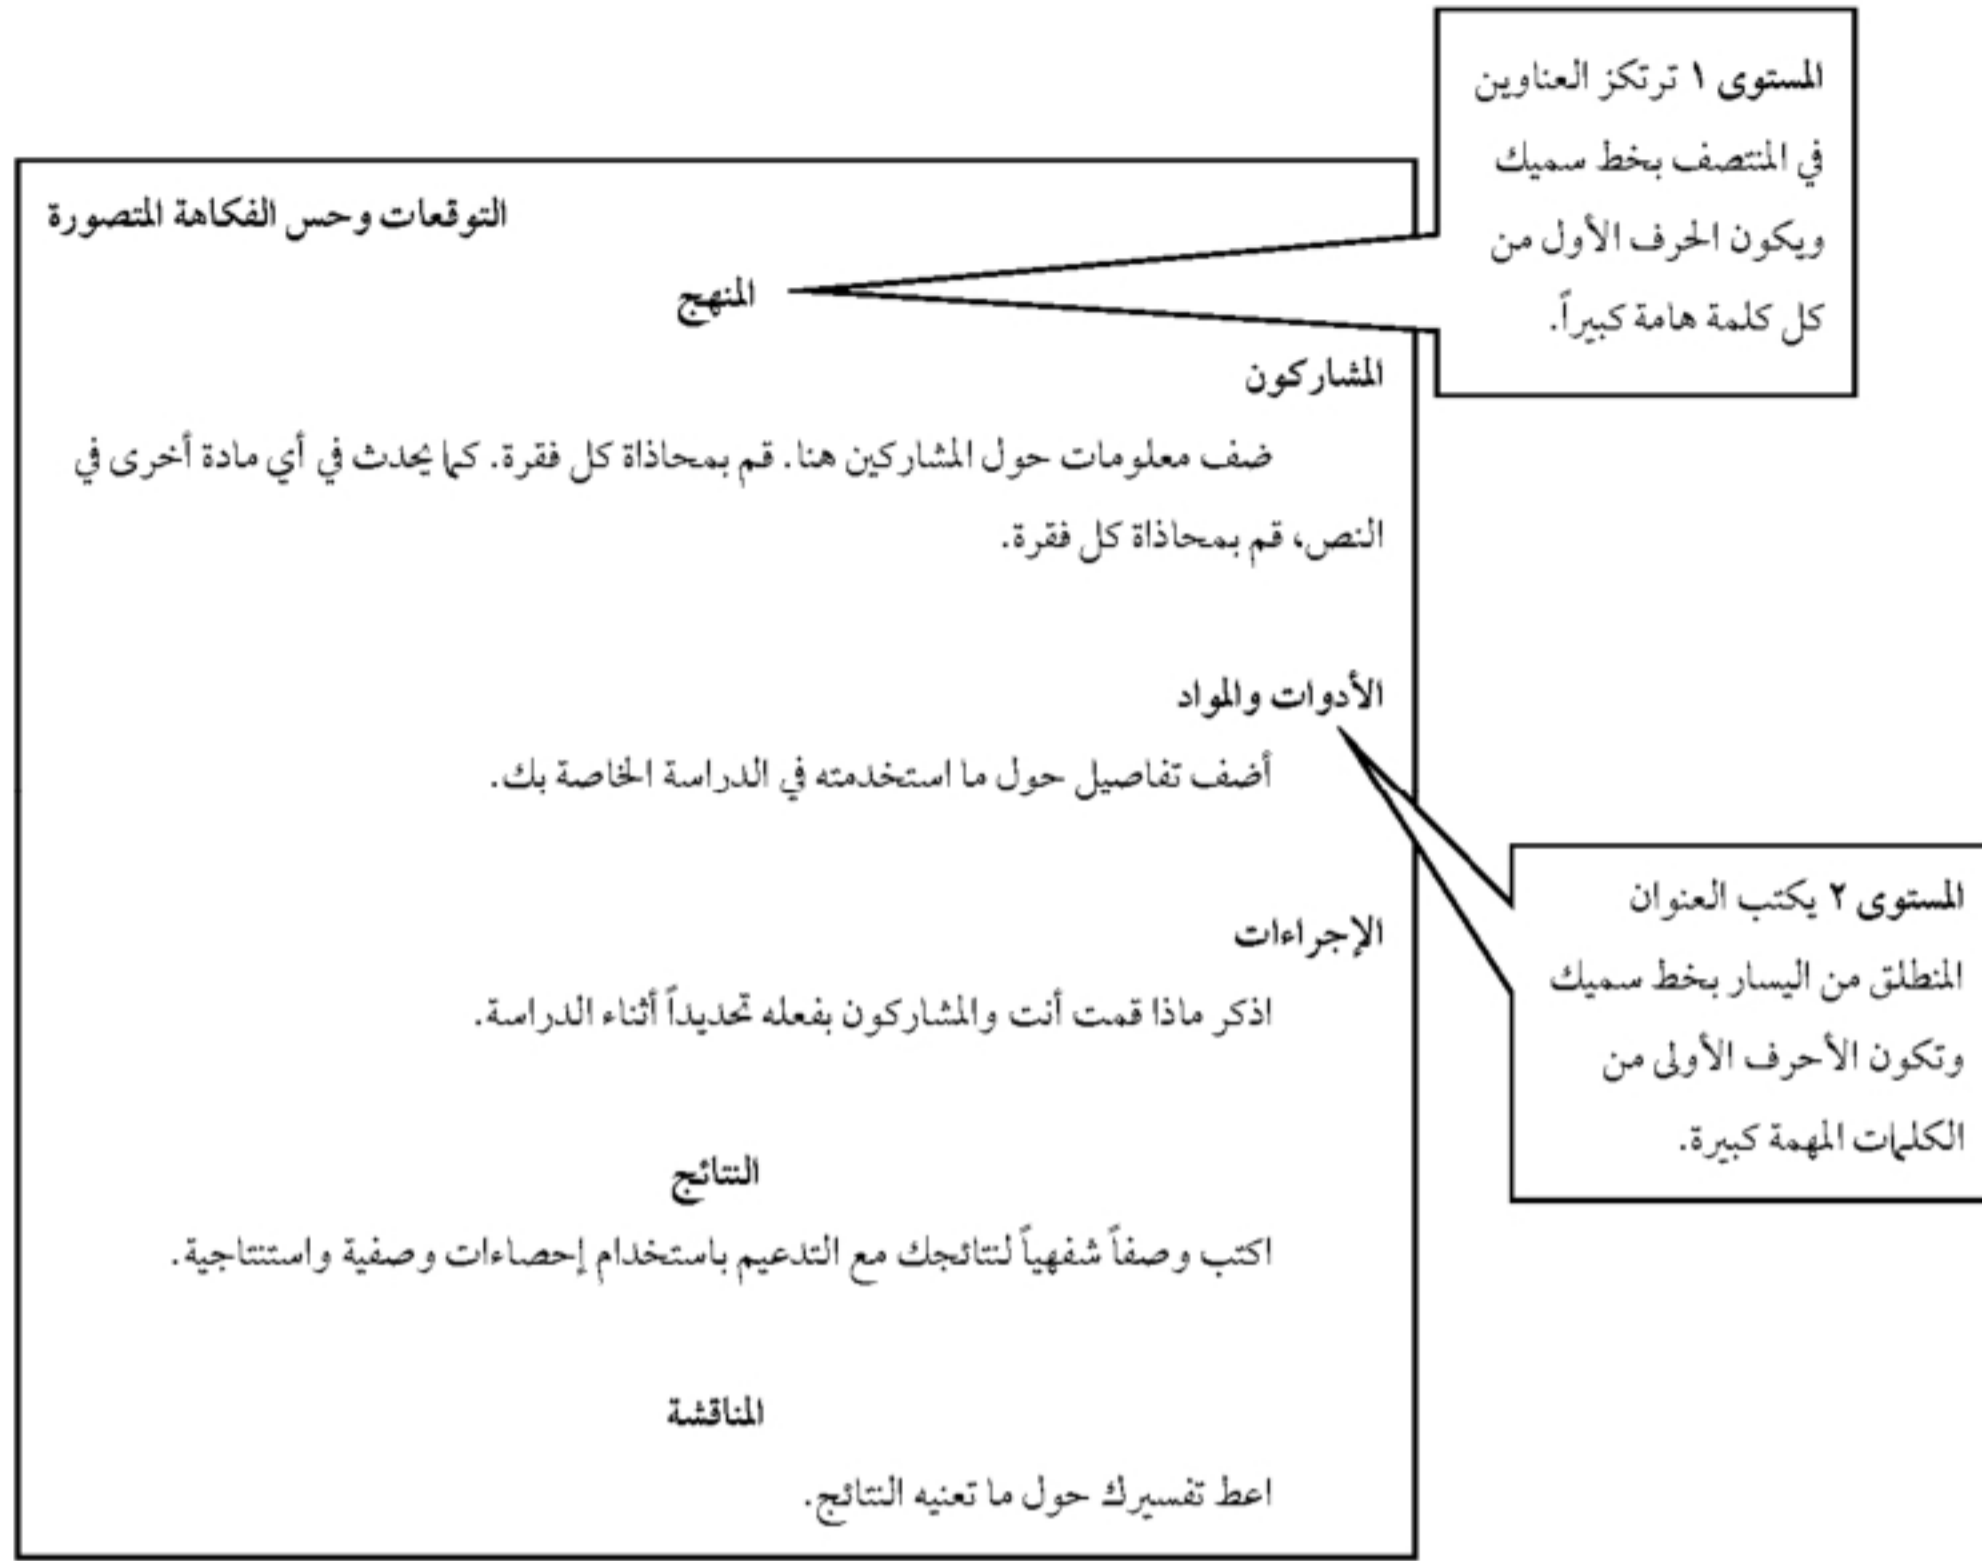 المستوى ١ ترتكز العناوين
في المنتصف بخط سميك
ويكون الحرف الأول من
كل كلمة هامة كبيراً.
التوقعات وحس الفكاهة المتصورة
المنهج
المشاركون
ضف معلومات حول المشاركين هنا. قم بمحاذاة كل فقرة. كما يحدث في أي مادة أخرى في
النص، قم بمحاذاة كل فقرة.
الأدوات والمواد
أضف تفاصيل حول ما استخدمته في الدراسة الخاصة بك.
المستوى ٢ يكتب العنوان
المنطلق من اليسار بخط سميك
وتكون الأحرف الأولى من
الكلمات المهمة كبيرة.
الإجراءات
اذكر ماذا قمت أنت والمشاركون بفعله تحديداً أثناء الدراسة.
النتائج
اكتب وصفاً شفهياً لنتائجك مع التدعيم باستخدام إحصاءات وصفية واستنتاجية.
المناقشة
اعط تفسيرك حول ما تعنيه النتائج.